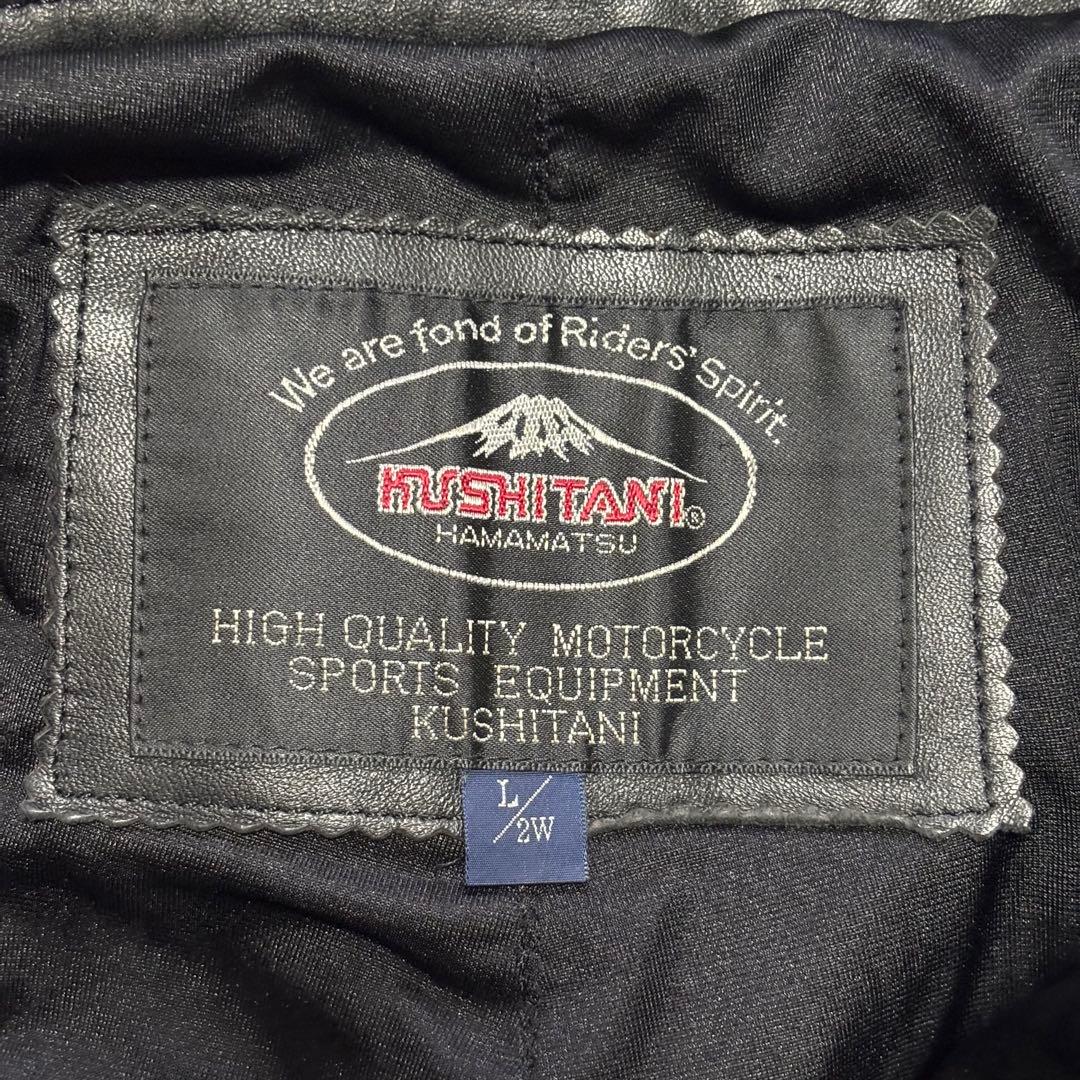 We are fond of Riders' Spirit.
KUSHITANI®
HAMAMATSU
HIGH QUALITY MOTORCYCLE
SPORTS EQUIPMENT
KUSHITANI
L/2W